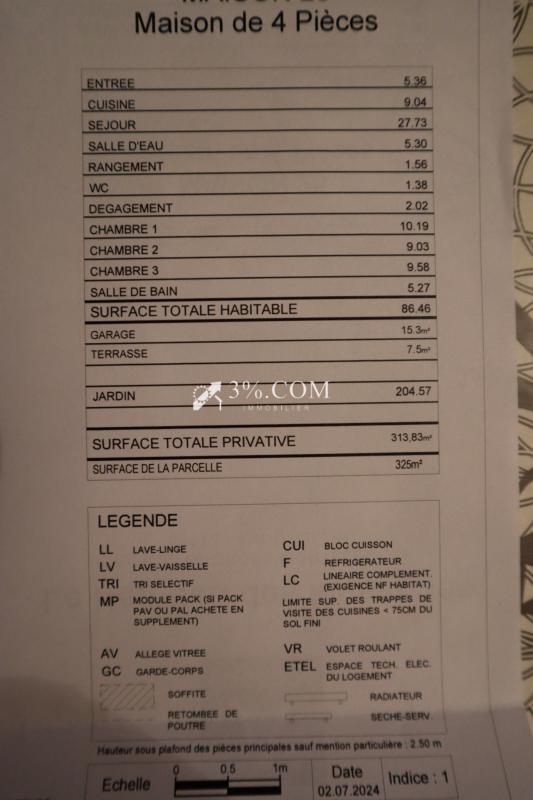 Maison de 4 Pièces
ENTREE 5.36
CUISINE 9.04
SEJOUR 27.73
SALLE D'EAU 5.30
RANGEMENT 1.56
WC 1.38
DEGAGEMENT 2.02
CHAMBRE 1 10.19
CHAMBRE 2 9.03
CHAMBRE 3 9.58
SALLE DE BAIN 5.27
SURFACE TOTALE HABITABLE 86.46
GARAGE 15.3m²
TERRASSE 7.5m²
JARDIN 204.57
3%.COM
IMMOBILIER
SURFACE TOTALE PRIVATIVE 313,83m²
SURFACE DE LA PARCELLE 325m²
LEGENDE
LL LAVE-LINGE
LV LAVE-VAISSELLE
TRI TRI SELECTIF
MP MODULE PACK (SI PACK
PAV OU PAL ACHETE EN
SUPPLEMENT)
AV ALLEGE VITREE
GC GARDE-CORPS
SOFFITE
RETOMBEE DE
POUTRE
CUI BLOC CUISSON
F REFRIGERATEUR
LC LINEAIRE COMPLEMENT.
(EXIGENCE NF HABITAT)
LIMITE SUP. DES TRAPPES DE
VISITE DES CUISINES < 75CM DU
SOL FINI
VR VOLET ROULANT
ETEL ESPACE TECH. ELEC.
DU LOGEMENT
RADIATEUR
SECHE-SERV.
Hauteur sous plafond des pièces principales sauf mention particulière : 2.50 m
Echelle 0 0.5 1m
Date
02.07.2024
Indice : 1